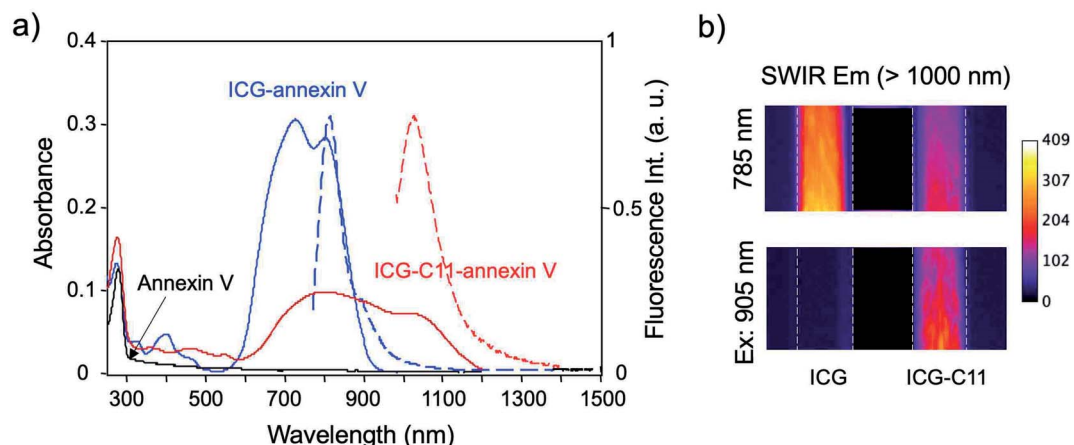 a)
0.4
0.3
0.2
0.1
0
Absorbance
ICG-annexin V
Annexin V
ICG-C11-annexin V
1
0.5
0
Fluorescence Int. (a. u.)
300 500 700 900 1100 1300 1500
Wavelength (nm)
b)
SWIR Em (> 1000 nm)
785 nm
Ex: 905 nm
409
307
204
102
0
ICG ICG-C11